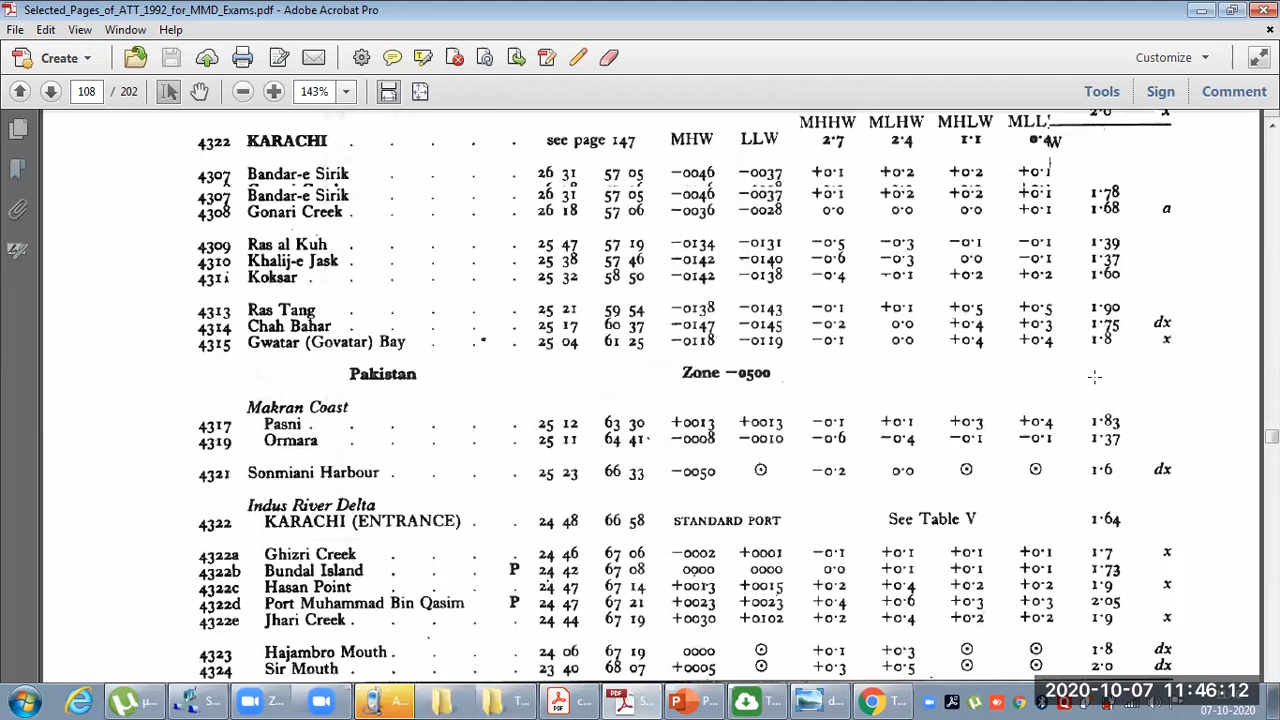 Selected_Pages_of_ATT_1992_for_MMD_Exams.pdf - Adobe Acrobat Pro
File Edit View Window Help
Create Customize
108 / 202 143% Tools Sign Comment
2·0 x
MHHW MLHW MHLW MLLW
4322 KARACHI see page 147 MHW LLW 2·7 2·4 1·1 0·4
4307 Bandar-e Sirik 26 31 57 05 −0046 −0037 +0·1 +0·2 +0·2 +0·1
4307 Bandar-e Sirik 26 31 57 05 −0046 −0037 +0·1 +0·2 +0·2 +0·1 1·78
4308 Gonari Creek 26 18 57 06 −0036 −0028 0·0 0·0 0·0 +0·1 1·68 a
4309 Ras al Kuh 25 47 57 19 −0134 −0131 −0·5 −0·3 −0·1 −0·1 1·39
4310 Khalij-e Jask 25 38 57 46 −0142 −0140 −0·6 −0·3 0·0 −0·1 1·37
4311 Koksar 25 32 58 50 −0142 −0138 −0·4 −0·1 +0·2 +0·2 1·60
4313 Ras Tang 25 21 59 54 −0138 −0143 −0·1 +0·1 +0·5 +0·5 1·90
4314 Chah Bahar 25 17 60 37 −0147 −0145 −0·2 0·0 +0·4 +0·3 1·75 dx
4315 Gwatar (Govatar) Bay 25 04 61 25 −0118 −0119 −0·1 0·0 +0·4 +0·4 1·8 x
Pakistan Zone −0500
Makran Coast
4317 Pasni 25 12 63 30 +0013 +0013 −0·1 +0·1 +0·3 +0·4 1·83
4319 Ormara 25 11 64 41 −0008 −0010 −0·6 −0·4 −0·1 −0·1 1·37
4321 Sonmiani Harbour 25 23 66 33 −0050 ⊙ −0·2 0·0 ⊙ ⊙ 1·6 dx
Indus River Delta
4322 KARACHI (ENTRANCE) 24 48 66 58 STANDARD PORT See Table V 1·64
4322a Ghizri Creek 24 46 67 06 −0002 +0001 −0·1 +0·1 +0·1 +0·1 1·7 x
4322b Bundal Island P 24 42 67 08 0000 0000 0·0 +0·1 +0·1 +0·1 1·73
4322c Hasan Point 24 47 67 14 +0013 +0015 +0·2 +0·4 +0·2 +0·2 1·9 x
4322d Port Muhammad Bin Qasim P 24 47 67 21 +0023 +0023 +0·4 +0·6 +0·3 +0·3 2·05
4322e Jhari Creek 24 44 67 19 +0030 +0102 +0·2 +0·4 +0·2 +0·2 1·9 x
4323 Hajambro Mouth 24 06 67 19 0000 ⊙ +0·1 +0·3 ⊙ ⊙ 1·8 dx
4324 Sir Mouth 23 40 68 07 +0005 ⊙ +0·3 +0·5 ⊙ ⊙ 2·0 dx
2020-10-07 11:46:12
07-10-2020